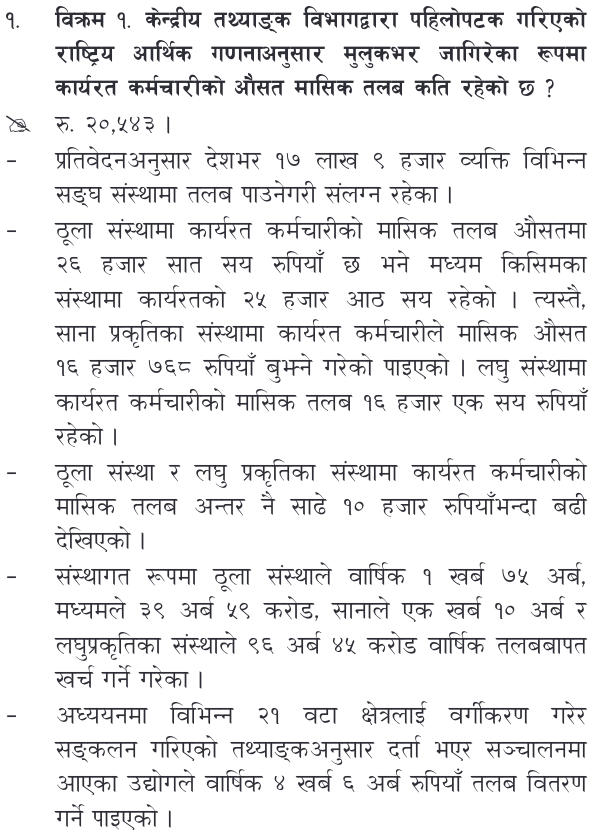 १. विक्रम १. केन्द्रीय तथ्याङ्क विभागद्वारा पहिलोपटक गरिएको
राष्ट्रिय आर्थिक गणनाअनुसार मुलुकभर जागिरेका रूपमा
कार्यरत कर्मचारीको औसत मासिक तलब कति रहेको छ ?
रु. २०,५४३ ।
- प्रतिवेदनअनुसार देशभर १७ लाख ९ हजार व्यक्ति विभिन्न
सङ्घ संस्थामा तलब पाउनेगरी संलग्न रहेका ।
- ठूला संस्थामा कार्यरत कर्मचारीको मासिक तलब औसतमा
२६ हजार सात सय रुपियाँ छ भने मध्यम किसिमका
संस्थामा कार्यरतको २५ हजार आठ सय रहेको । त्यस्तै,
साना प्रकृतिका संस्थामा कार्यरत कर्मचारीले मासिक औसत
१६ हजार ७६८ रुपियाँ बुझ्ने गरेको पाइएको । लघु संस्थामा
कार्यरत कर्मचारीको मासिक तलब १६ हजार एक सय रुपियाँ
रहेको ।
- ठूला संस्था र लघु प्रकृतिका संस्थामा कार्यरत कर्मचारीको
मासिक तलब अन्तर नै साढे १० हजार रुपियाँभन्दा बढी
देखिएको ।
- संस्थागत रूपमा ठूला संस्थाले वार्षिक १ खर्ब ७५ अर्ब,
मध्यमले ३९ अर्ब ५९ करोड, सानाले एक खर्ब १० अर्ब र
लघुप्रकृतिका संस्थाले ९६ अर्ब ४५ करोड वार्षिक तलबबापत
खर्च गर्ने गरेका ।
- अध्ययनमा विभिन्न २१ वटा क्षेत्रलाई वर्गीकरण गरेर
सङ्कलन गरिएको तथ्याङ्कअनुसार दर्ता भएर सञ्चालनमा
आएका उद्योगले वार्षिक ४ खर्ब ६ अर्ब रुपियाँ तलब वितरण
गर्ने पाइएको ।